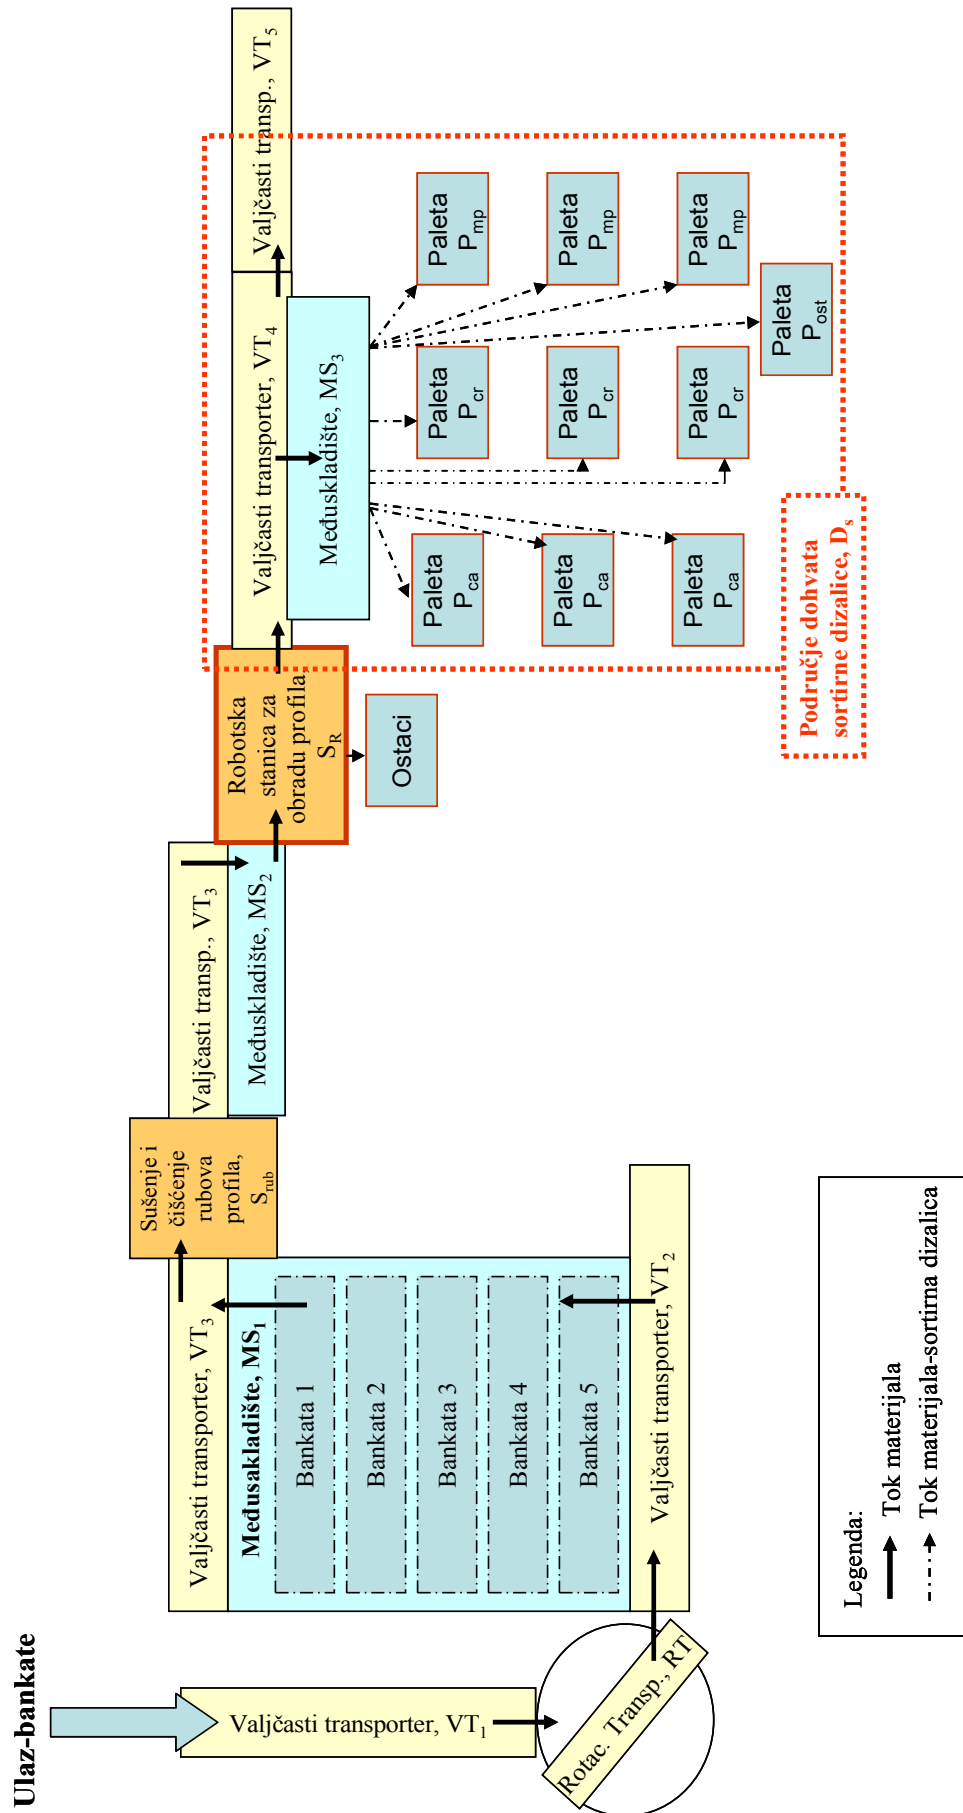 Ulaz-bankate
Valjčasti transporter, VT1
Rotac. Transp., RT
Valjčasti transporter, VT3
Međusakladište, MS1
Bankata 1
Bankata 2
Bankata 3
Bankata 4
Bankata 5
Valjčasti transporter, VT2
Sušenje i
čišćenje
rubova
profila,
Srub
Valjčasti transp., VT3
Međuskladište, MS2
Robotska
stanica za
obradu profila,
SR
Ostaci
Valjčasti transporter, VT4
Međuskladište, MS3
Valjčasti transp., VT5
Paleta
Pca
Paleta
Pca
Paleta
Pca
Paleta
Pcr
Paleta
Pcr
Paleta
Pcr
Paleta
Pmp
Paleta
Pmp
Paleta
Pmp
Paleta
Post
Područje dohvata
sortirne dizalice, Ds
Legenda:
Tok materijala
Tok materijala-sortirna dizalica